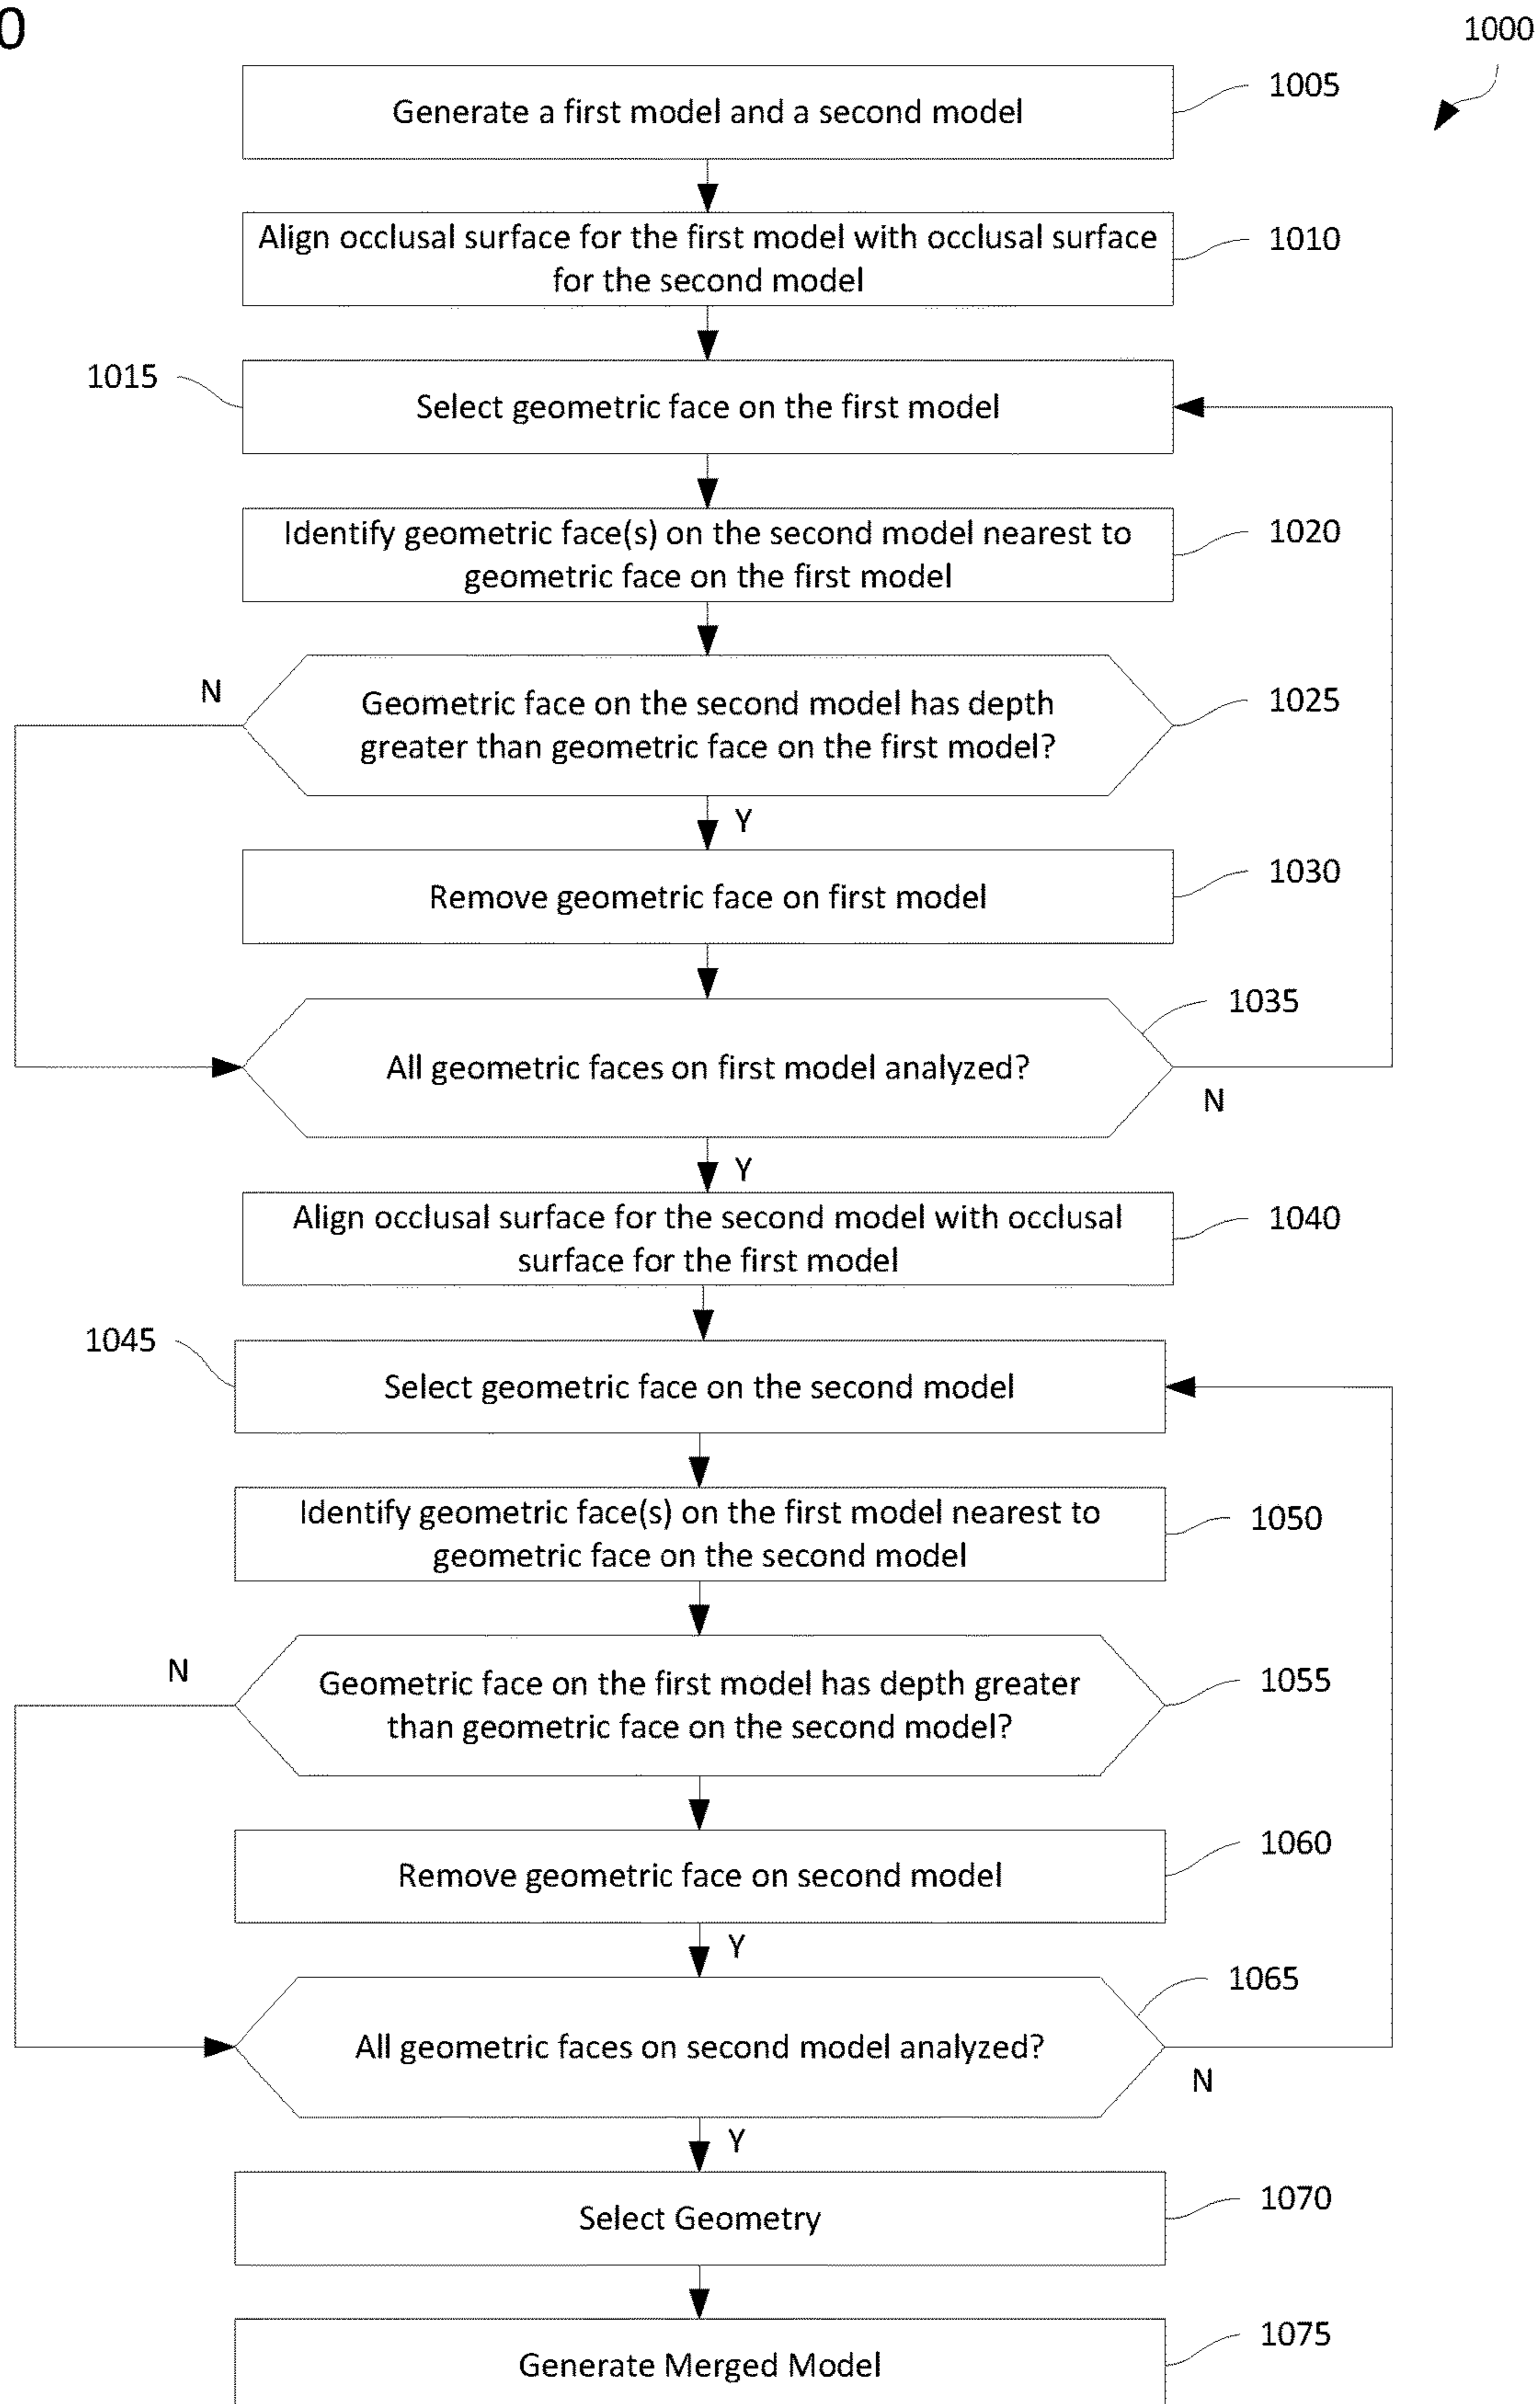 0
1000
Generate a first model and a second model
1005
Align occlusal surface for the first model with occlusal surface
for the second model
1010
1015
Select geometric face on the first model
Identify geometric face(s) on the second model nearest to
geometric face on the first model
1020
N
Geometric face on the second model has depth
greater than geometric face on the first model?
1025
Y
Remove geometric face on first model
1030
1035
All geometric faces on first model analyzed?
N
Y
Align occlusal surface for the second model with occlusal
surface for the first model
1040
1045
Select geometric face on the second model
Identify geometric face(s) on the first model nearest to
geometric face on the second model
1050
N
Geometric face on the first model has depth greater
than geometric face on the second model?
1055
Remove geometric face on second model
1060
Y
1065
All geometric faces on second model analyzed?
N
Y
Select Geometry
1070
Generate Merged Model
1075